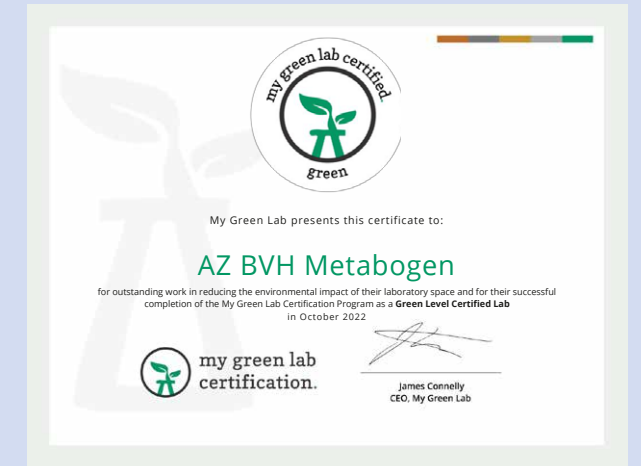 my green lab certified.
green
My Green Lab presents this certificate to:
AZ BVH Metabogen
for outstanding work in reducing the environmental impact of their laboratory space and for their successful
completion of the My Green Lab Certification Program as a Green Level Certified Lab
in October 2022
my green lab
certification.
James Connelly
CEO, My Green Lab